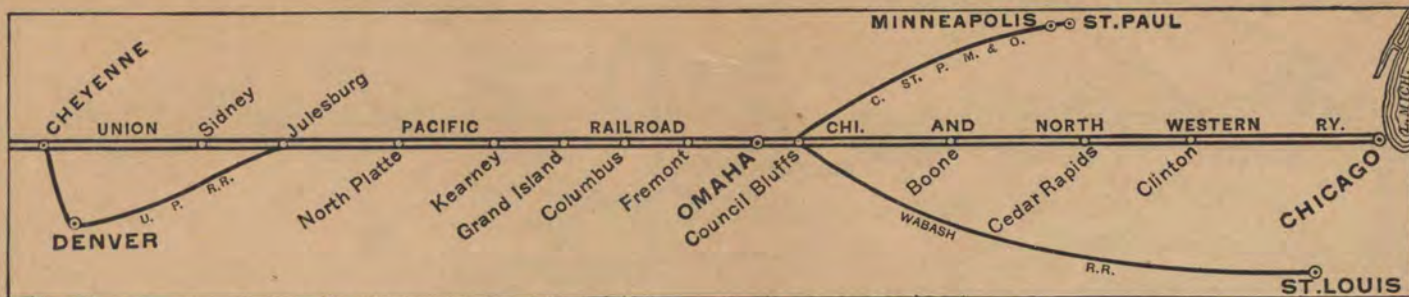 MINNEAPOLIS ST. PAUL
C. ST. P. M. & O.
CHEYENNE
UNION PACIFIC RAILROAD
Sidney
Julesburg
CHI. AND NORTH WESTERN RY.
L. MICH.
North Platte
Kearney
Grand Island
Columbus
Fremont
OMAHA
Council Bluffs
Boone
Cedar Rapids
Clinton
CHICAGO
U. P. R.R.
DENVER
WABASH R.R.
ST. LOUIS